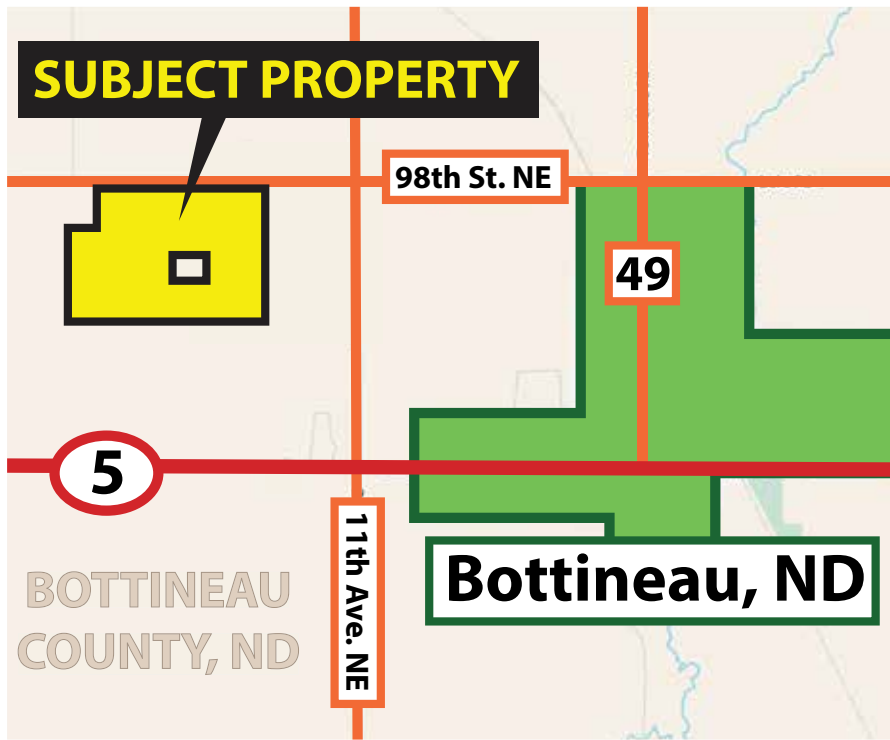 SUBJECT PROPERTY
98th St. NE
49
5
11th Ave. NE
Bottineau, ND
BOTTINEAU
COUNTY, ND